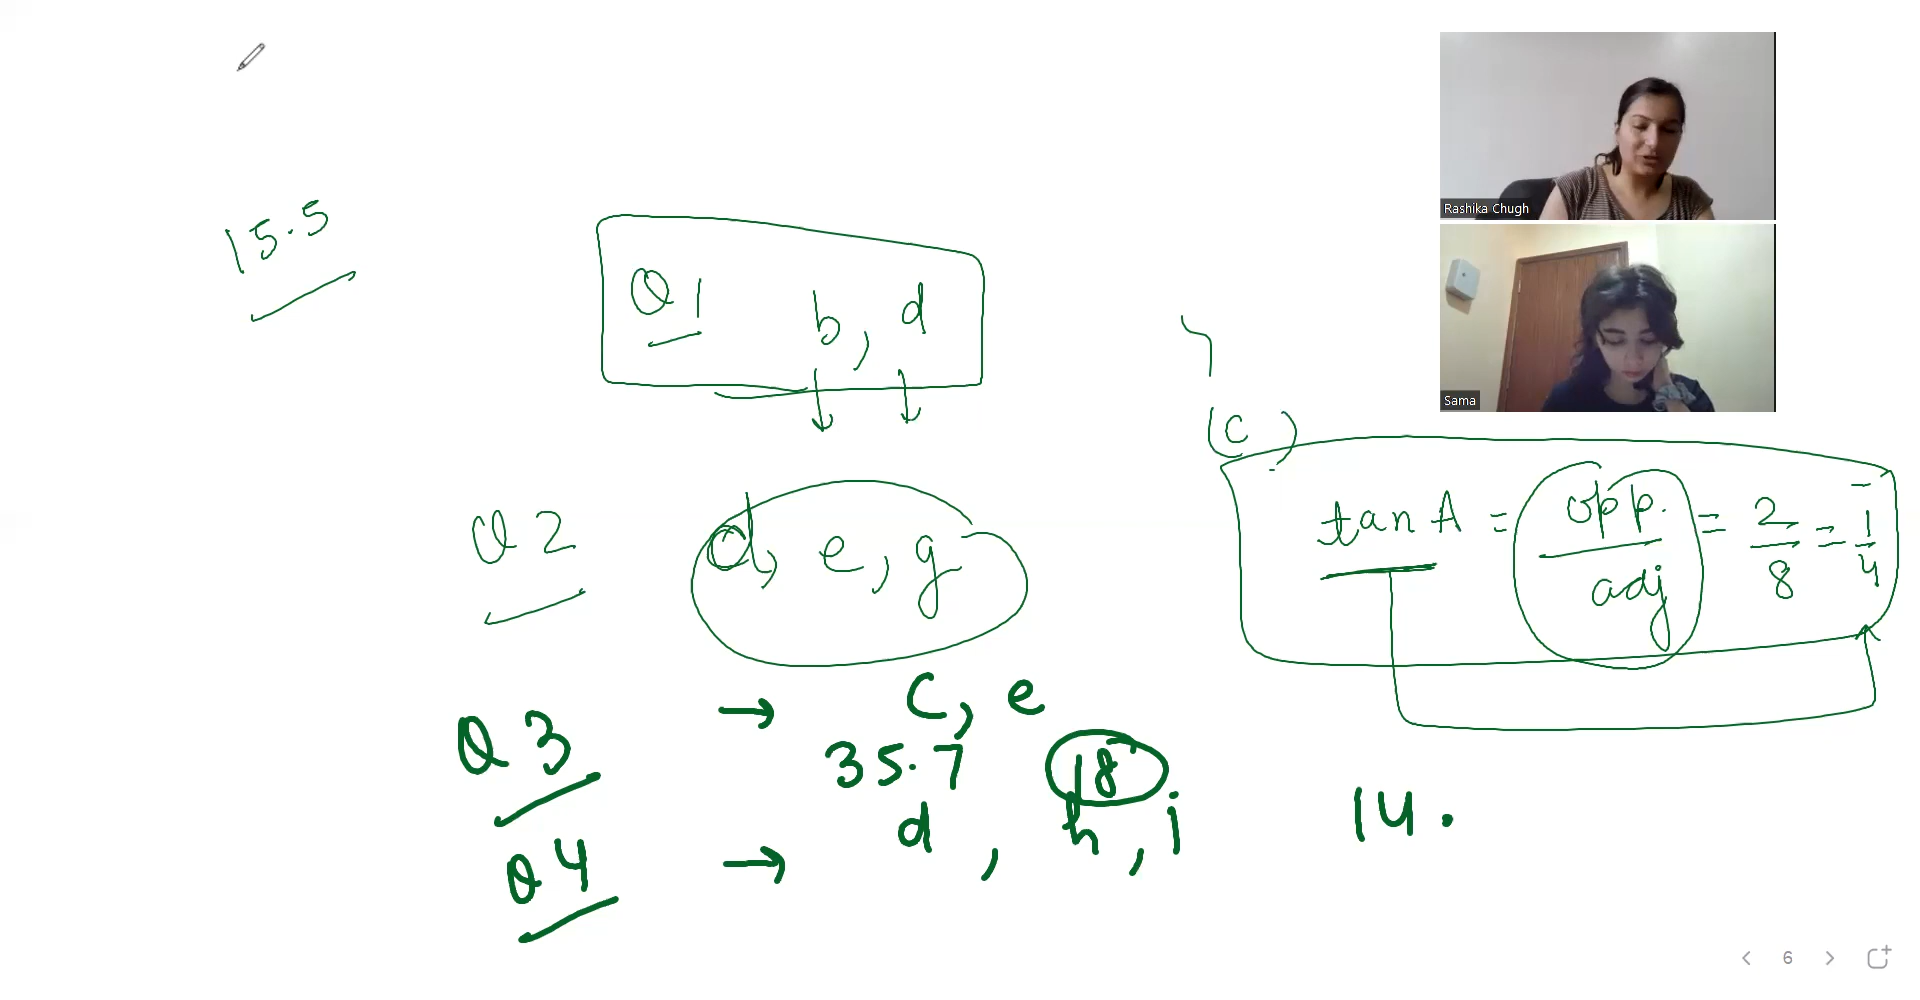 Rashika Chugh
Sama
15.5
Q1 b, d
(c)
tan A = opp. / adj = 2/8 = 1/4
Q2 d, e, g
Q3 → c, e
35.7 18
Q4 → d, h, i
14.
6